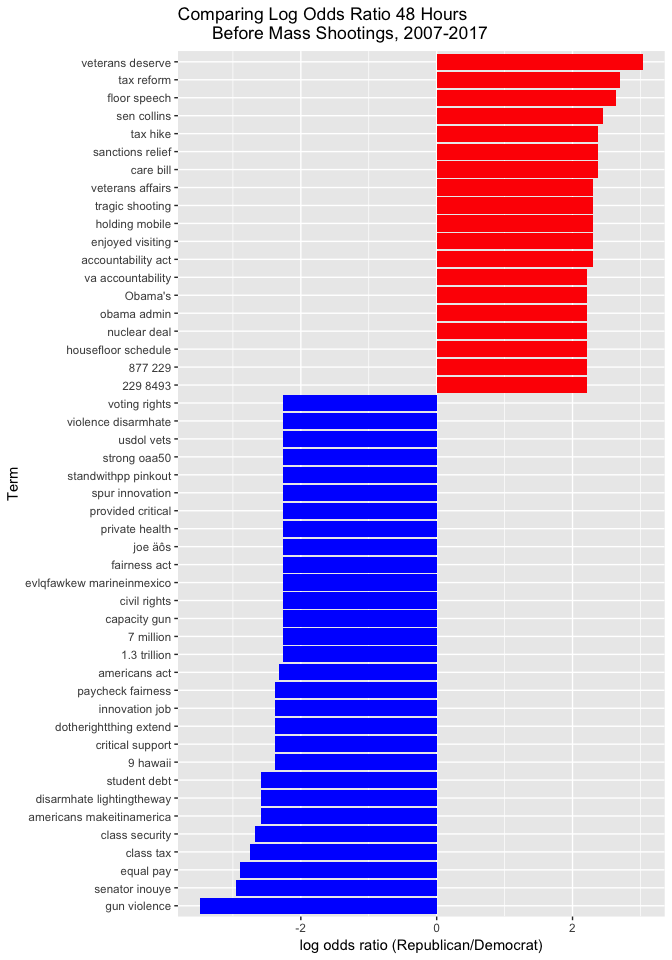 Comparing Log Odds Ratio 48 Hours
Before Mass Shootings, 2007-2017
veterans deserve
tax reform
floor speech
sen collins
tax hike
sanctions relief
care bill
veterans affairs
tragic shooting
holding mobile
enjoyed visiting
accountability act
va accountability
Obama's
obama admin
nuclear deal
housefloor schedule
877 229
229 8493
voting rights
violence disarmhate
usdol vets
strong oaa50
standwithpp pinkout
spur innovation
provided critical
private health
joe äôs
fairness act
evlqfawkew marineinmexico
civil rights
capacity gun
7 million
1.3 trillion
americans act
paycheck fairness
innovation job
dotherightthing extend
critical support
9 hawaii
student debt
disarmhate lightingtheway
americans makeitinamerica
class security
class tax
equal pay
senator inouye
gun violence
Term
-2
0
2
log odds ratio (Republican/Democrat)